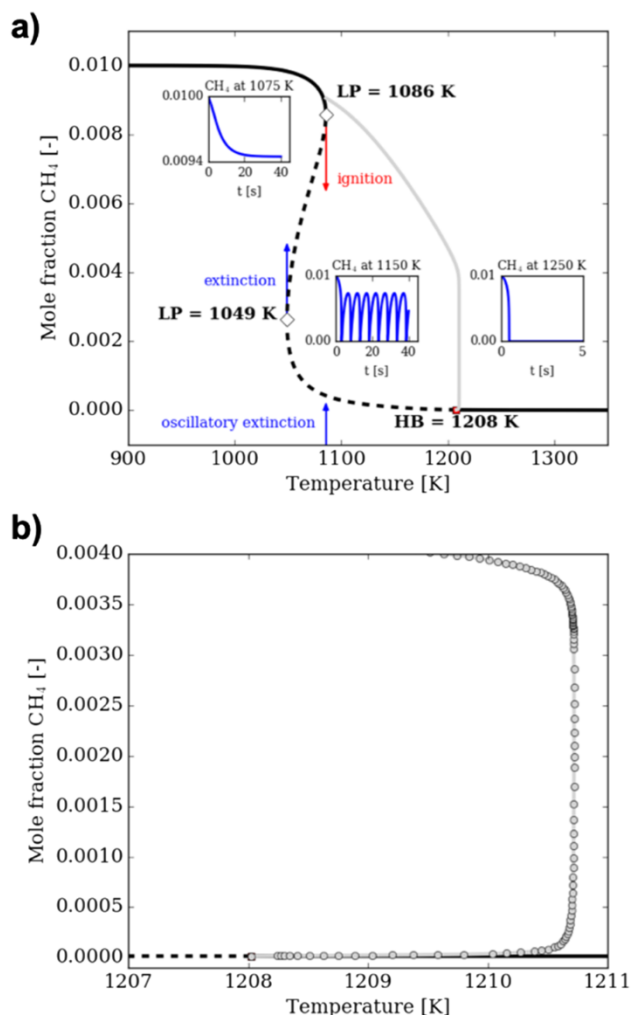 a)
0.010
0.008
0.006
0.004
0.002
0.000
Mole fraction CH₄ [-]
CH₄ at 1075 K
0.0100
0.0094
0 20 40
t [s]
LP = 1086 K
ignition
extinction
LP = 1049 K
CH₄ at 1150 K
0.01
0.00
0 20 40
t [s]
CH₄ at 1250 K
0.01
0.00
0 5
t [s]
oscillatory extinction
HB = 1208 K
900 1000 1100 1200 1300
Temperature [K]
b)
0.0040
0.0035
0.0030
0.0025
0.0020
0.0015
0.0010
0.0005
0.0000
Mole fraction CH₄ [-]
1207 1208 1209 1210 1211
Temperature [K]